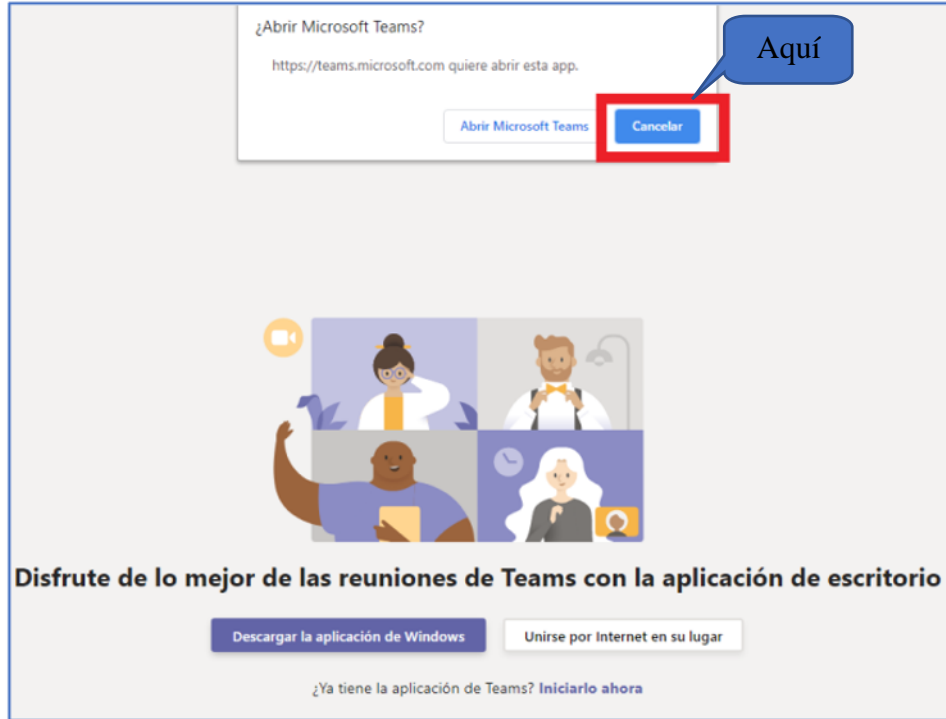 ¿Abrir Microsoft Teams?
Aquí
https://teams.microsoft.com quiere abrir esta app.
Abrir Microsoft Teams
Cancelar
Disfrute de lo mejor de las reuniones de Teams con la aplicación de escritorio
Descargar la aplicación de Windows
Unirse por Internet en su lugar
¿Ya tiene la aplicación de Teams? Iniciarlo ahora